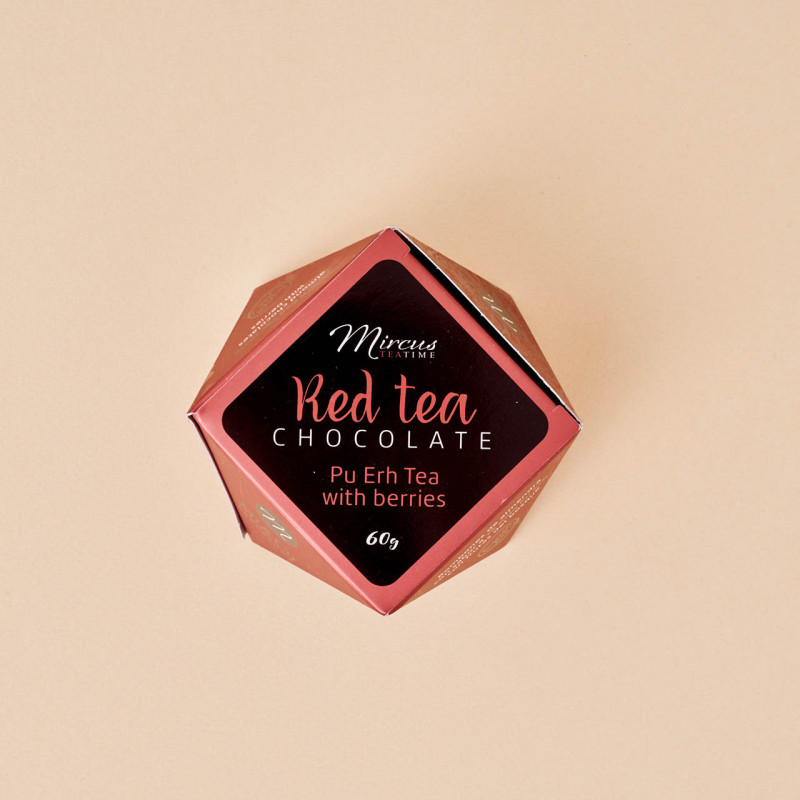 Mircus
TEATIME
Red tea
CHOCOLATE
Pu Erh Tea
with berries
60g